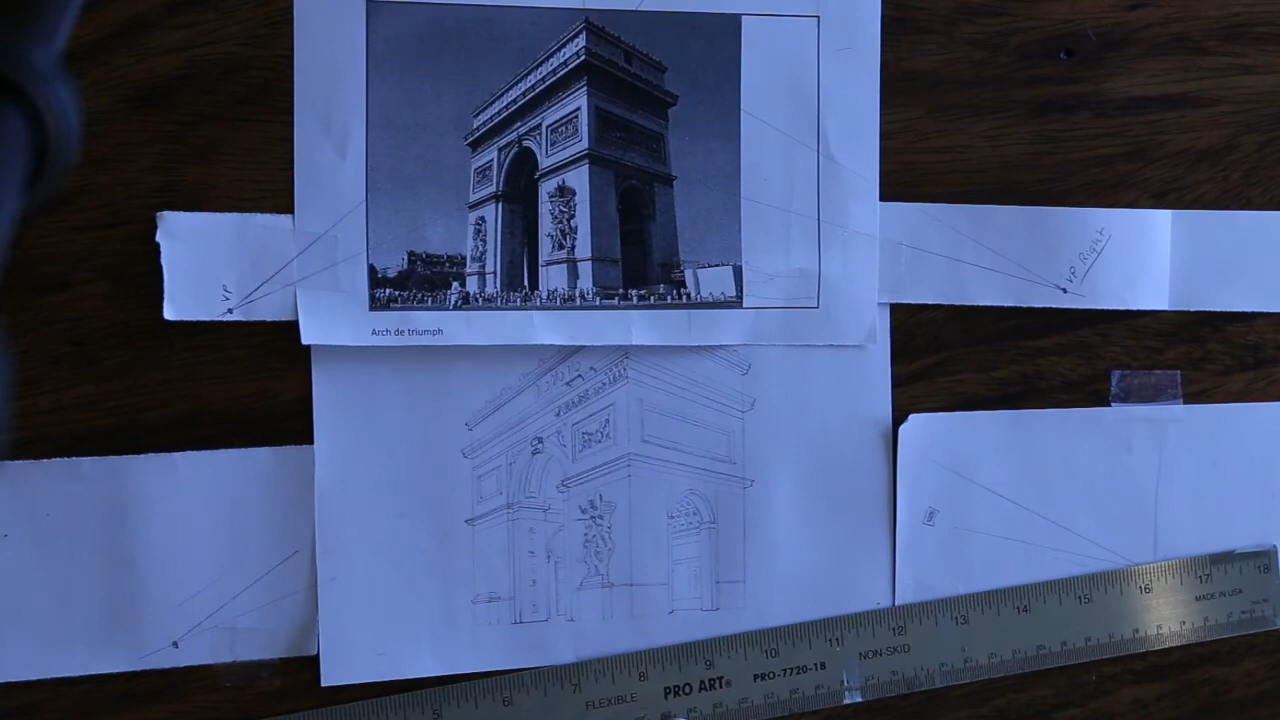 VP
VP Right
Arch de triumph
5 6 7 8 9 10 11 12 13 14 15 16 17 18
FLEXIBLE PRO ART® PRO-7720-18 NON-SKID MADE IN USA